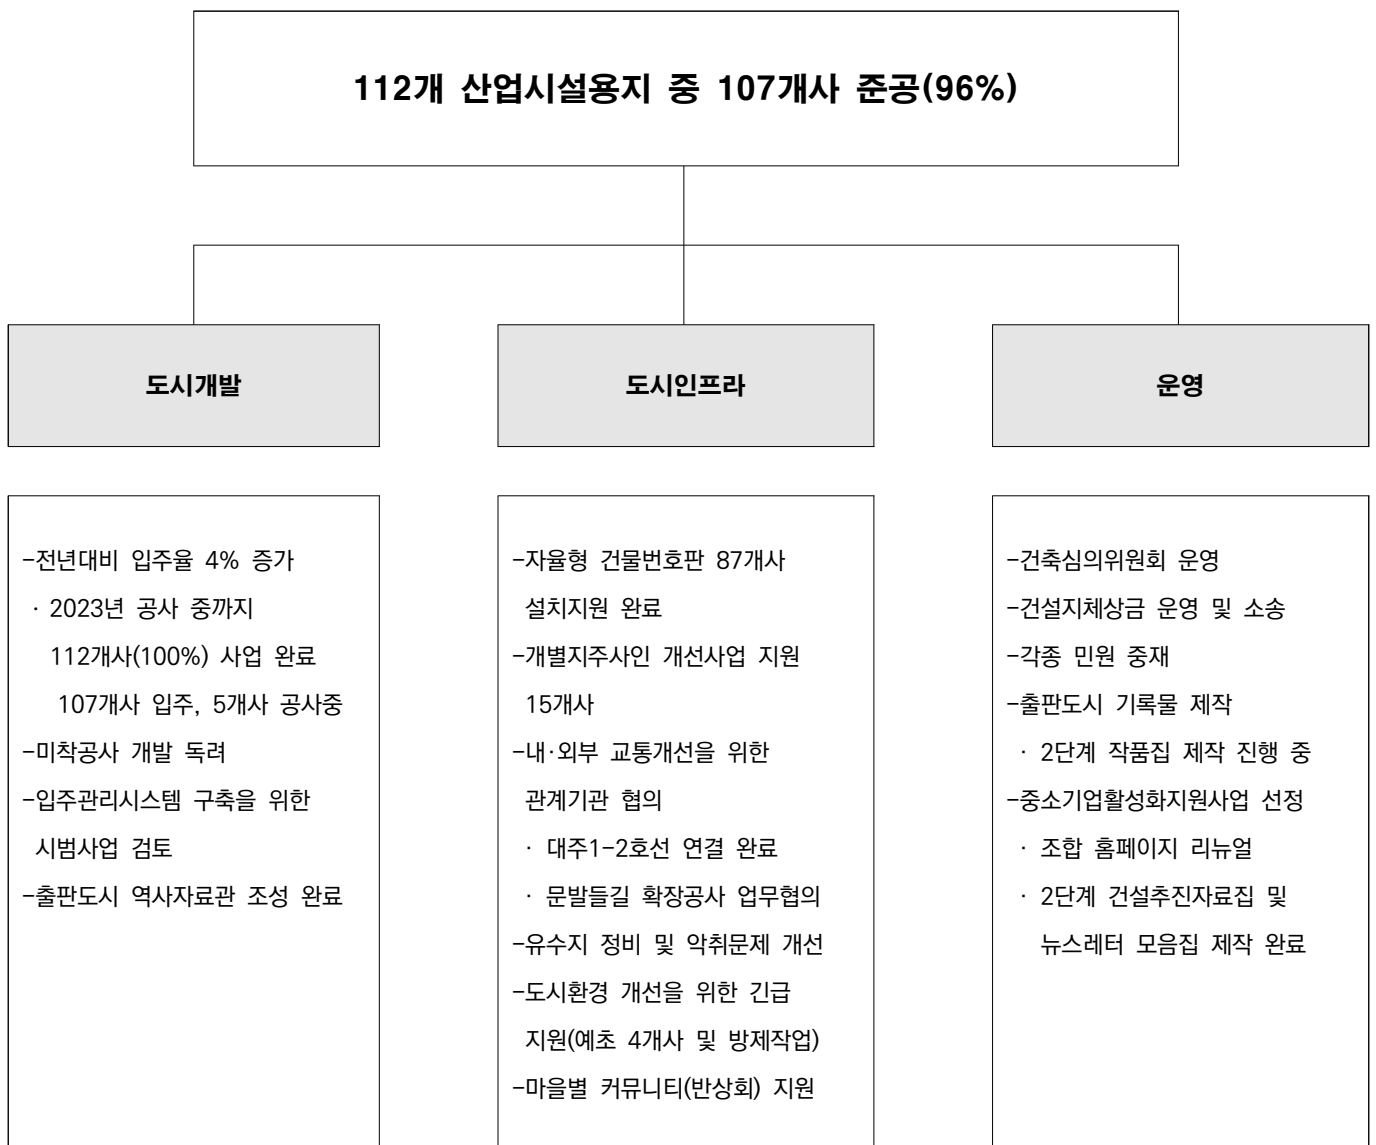 112개 산업시설용지 중 107개사 준공(96%)
도시개발
-전년대비 입주율 4% 증가
· 2023년 공사 중까지
112개사(100%) 사업 완료
107개사 입주, 5개사 공사중
-미착공사 개발 독려
-입주관리시스템 구축을 위한
시범사업 검토
-출판도시 역사자료관 조성 완료
도시인프라
-자율형 건물번호판 87개사
설치지원 완료
-개별지주사인 개선사업 지원
15개사
-내·외부 교통개선을 위한
관계기관 협의
· 대주1-2호선 연결 완료
· 문발들길 확장공사 업무협의
-유수지 정비 및 악취문제 개선
-도시환경 개선을 위한 긴급
지원(예초 4개사 및 방제작업)
-마을별 커뮤니티(반상회) 지원
운영
-건축심의위원회 운영
-건설지체상금 운영 및 소송
-각종 민원 중재
-출판도시 기록물 제작
· 2단계 작품집 제작 진행 중
-중소기업활성화지원사업 선정
· 조합 홈페이지 리뉴얼
· 2단계 건설추진자료집 및
뉴스레터 모음집 제작 완료